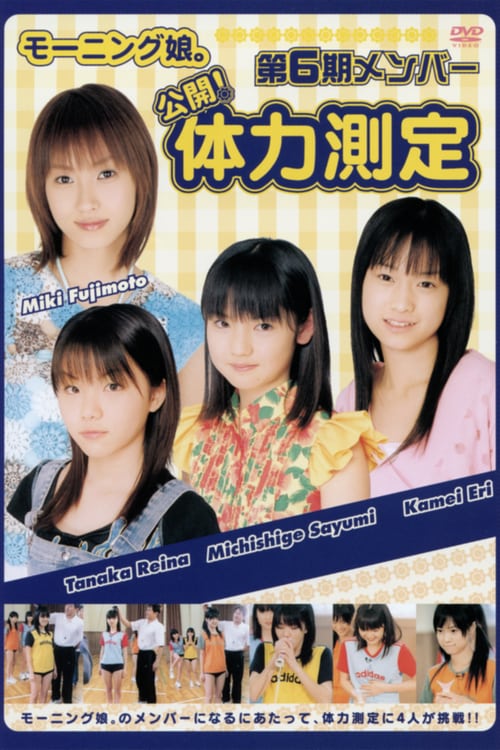 モーニング娘。
第6期メンバー
DVD
VIDEO
公開!
体力測定
Miki Fujimoto
Tanaka Reina
Michishige Sayumi
Kamei Eri
adidas
adidas
モーニング娘。のメンバーになるにあたって、体力測定に4人が挑戦!!